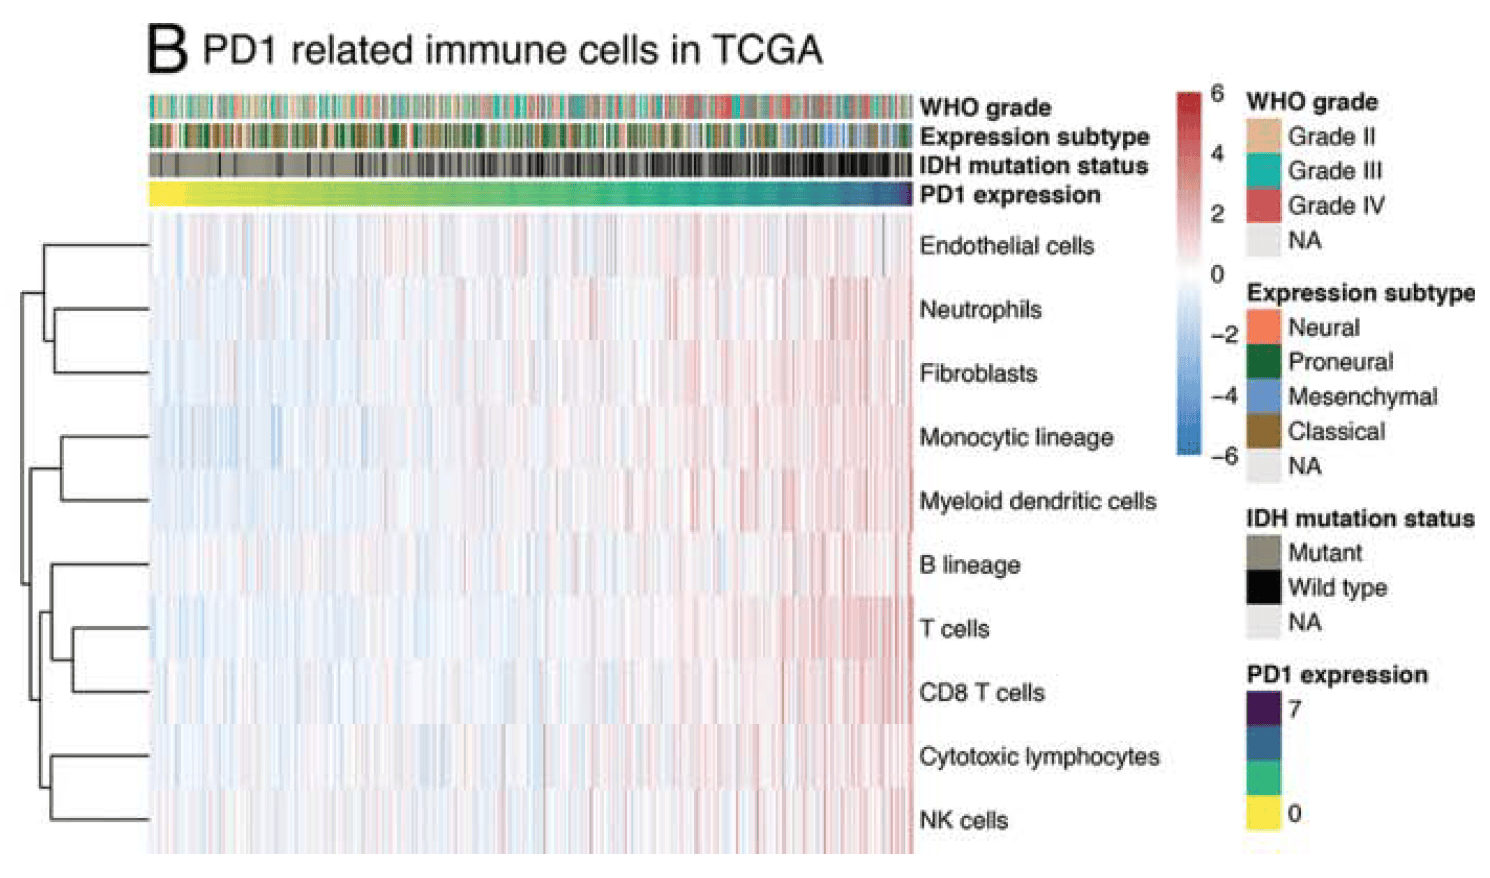 B PD1 related immune cells in TCGA
WHO grade
Expression subtype
IDH mutation status
PD1 expression
Endothelial cells
Neutrophils
Fibroblasts
Monocytic lineage
Myeloid dendritic cells
B lineage
T cells
CD8 T cells
Cytotoxic lymphocytes
NK cells
6
4
2
0
−2
−4
−6
WHO grade
Grade II
Grade III
Grade IV
NA
Expression subtype
Neural
Proneural
Mesenchymal
Classical
NA
IDH mutation status
Mutant
Wild type
NA
PD1 expression
7
0